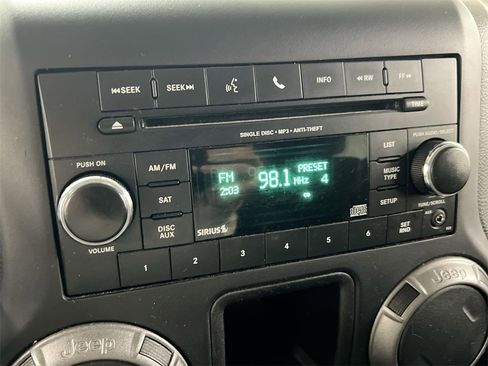 SEEK SEEK INFO RW FF
TIME
SINGLE DISC • MP3 • ANTI-THEFT
PUSH ON
PUSH AUDIO/SELECT
AM/FM
SAT
DISC AUX
VOLUME
FM 98.1 MHz PRESET 4
2:03
SIRIUS
LIST
MUSIC TYPE
SETUP
TUNE/SCROLL
AUX
SET RND
1 2 3 4 5 6
Jeep Jeep